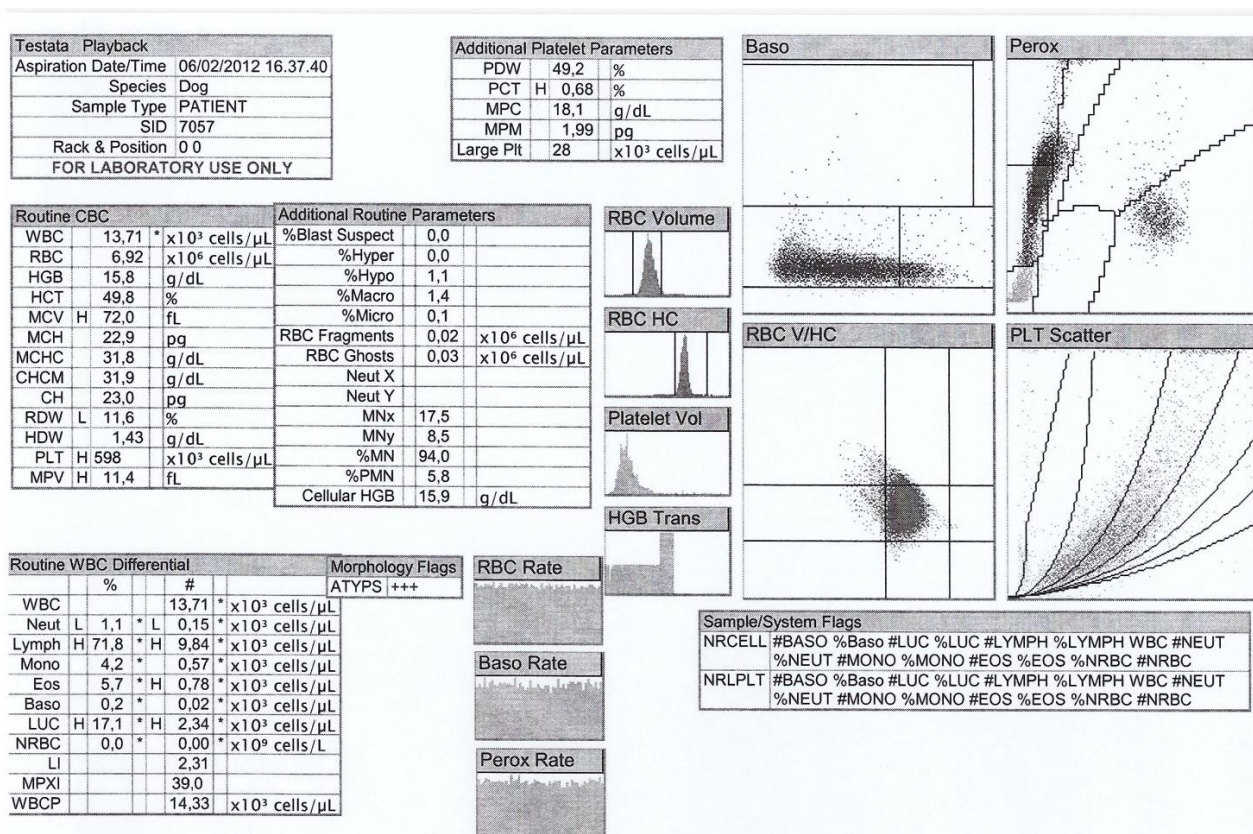 Testata Playback
Aspiration Date/Time 06/02/2012 16.37.40
Species Dog
Sample Type PATIENT
SID 7057
Rack & Position 0 0
FOR LABORATORY USE ONLY
Additional Platelet Parameters
PDW 49,2 %
PCT H 0,68 %
MPC 18,1 g/dL
MPM 1,99 pg
Large Plt 28 x10³ cells/µL
Baso
Perox
Routine CBC
WBC 13,71 * x10³ cells/µL
RBC 6,92 x10⁶ cells/µL
HGB 15,8 g/dL
HCT 49,8 %
MCV H 72,0 fL
MCH 22,9 pg
MCHC 31,8 g/dL
CHCM 31,9 g/dL
CH 23,0 pg
RDW L 11,6 %
HDW 1,43 g/dL
PLT H 598 x10³ cells/µL
MPV H 11,4 fL
Additional Routine Parameters
%Blast Suspect 0,0
%Hyper 0,0
%Hypo 1,1
%Macro 1,4
%Micro 0,1
RBC Fragments 0,02 x10⁶ cells/µL
RBC Ghosts 0,03 x10⁶ cells/µL
Neut X
Neut Y
MNx 17,5
MNy 8,5
%MN 94,0
%PMN 5,8
Cellular HGB 15,9 g/dL
RBC Volume
RBC HC
Platelet Vol
HGB Trans
RBC V/HC
PLT Scatter
Routine WBC Differential
% #
WBC 13,71 * x10³ cells/µL
Neut L 1,1 * L 0,15 * x10³ cells/µL
Lymph H 71,8 * H 9,84 * x10³ cells/µL
Mono 4,2 * 0,57 * x10³ cells/µL
Eos 5,7 * H 0,78 * x10³ cells/µL
Baso 0,2 * 0,02 * x10³ cells/µL
LUC H 17,1 * H 2,34 * x10³ cells/µL
NRBC 0,0 * 0,00 * x10⁹ cells/L
LI 2,31
MPXI 39,0
WBCP 14,33 x10³ cells/µL
Morphology Flags
ATYPS +++
RBC Rate
Baso Rate
Perox Rate
Sample/System Flags
NRCELL #BASO %Baso #LUC %LUC #LYMPH %LYMPH WBC #NEUT
%NEUT #MONO %MONO #EOS %EOS %NRBC #NRBC
NRLPLT #BASO %Baso #LUC %LUC #LYMPH %LYMPH WBC #NEUT
%NEUT #MONO %MONO #EOS %EOS %NRBC #NRBC